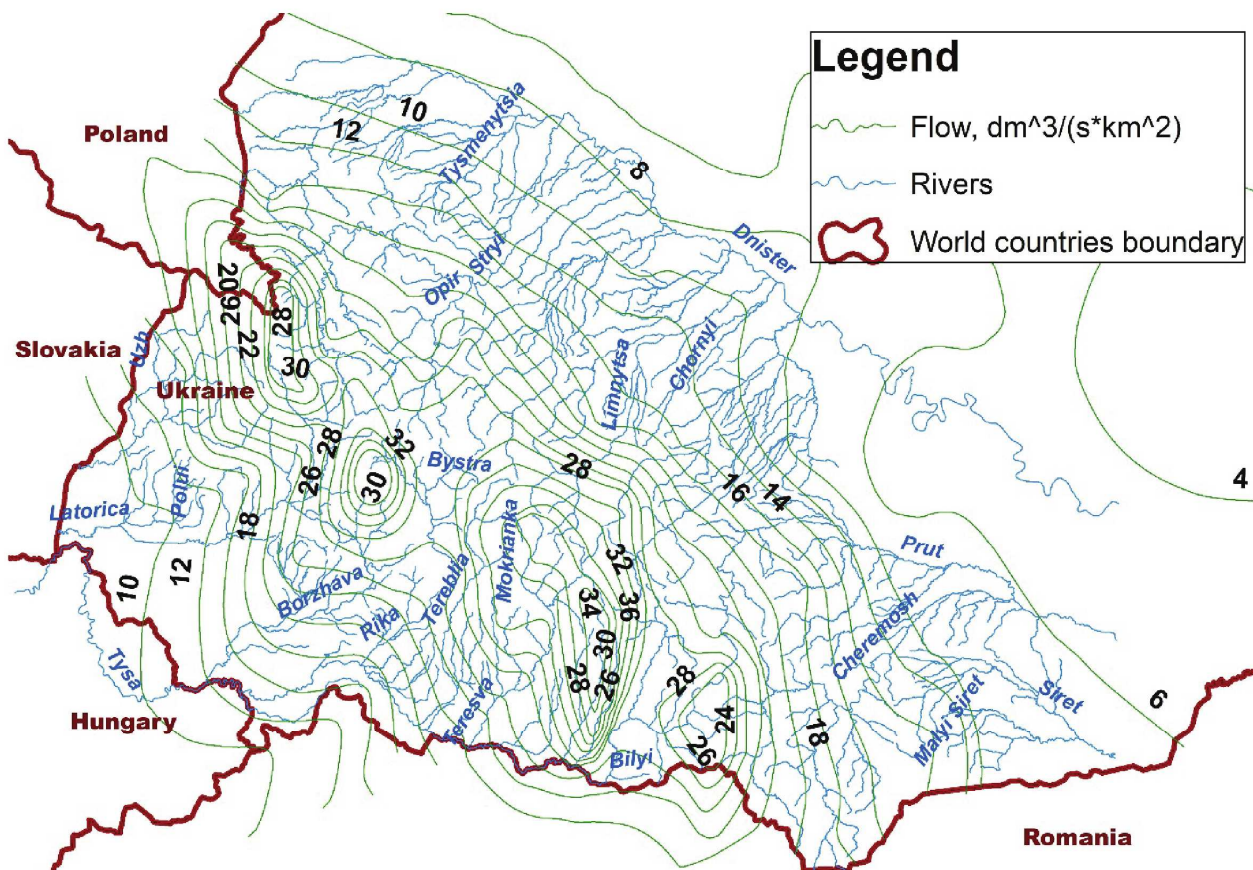 Legend
Flow, dm^3/(s*km^2)
Rivers
World countries boundary
Poland
Slovakia
Ukraine
Hungary
Romania
10
12
Tysmenytsia
8
Dnister
Opir
Stryi
20
26
22
28
30
Uzh
Limnytsa
Chornyi
28
26
32
30
Bystra
28
16
14
4
Latorica
Polui
18
10
12
Borzhava
Rika
Tereblia
Mokrianka
32
36
34
30
28
26
Prut
Cheremosh
Tysa
Teresva
Bilyi
28
24
26
18
Malyi Siret
Siret
6